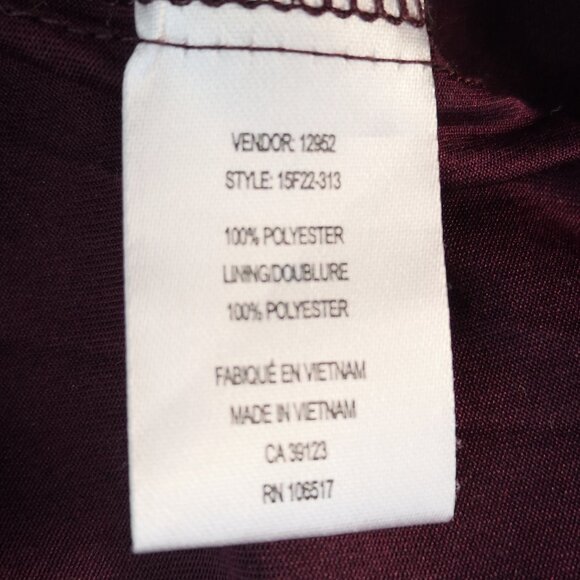 VENDOR: 12952
STYLE: 15F22-313
100% POLYESTER
LINING/DOUBLURE
100% POLYESTER
FABIQUÉ EN VIETNAM
MADE IN VIETNAM
CA 39123
RN 106517